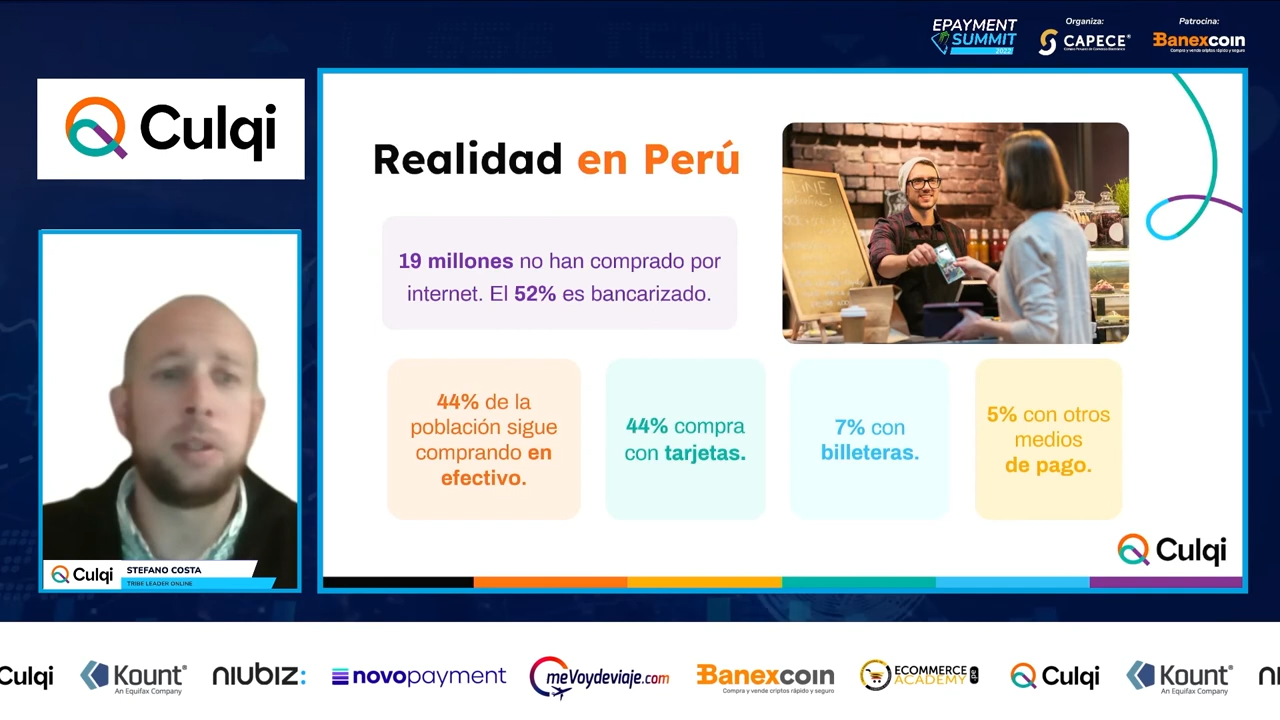 EPAYMENT
SUMMIT
2022
Organiza:
CAPECE
Patrocina:
Banexcoin
Compra y vende criptos rápido y seguro
Culqi
Realidad en Perú
19 millones no han comprado por
internet. El 52% es bancarizado.
44% de la
población sigue
comprando en
efectivo.
44% compra
con tarjetas.
7% con
billeteras.
5% con otros
medios
de pago.
Culqi
Culqi
STEFANO COSTA
TRIBE LEADER ONLINE
Culqi
Kount®
An Equifax Company
niubiz:
novopayment
meVoydeviaje.com
Banexcoin
Compra y vende criptos rápido y seguro
ECOMMERCE
ACADEMY
Culqi
Kount®
An Equifax Company